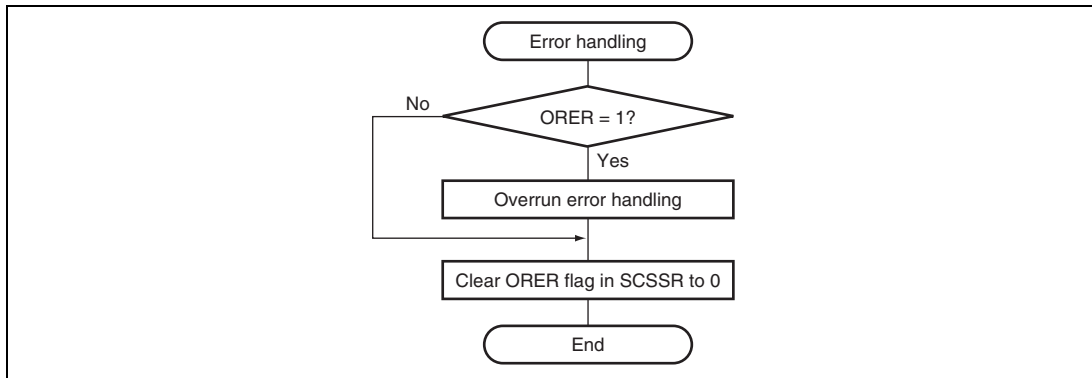 Error handling
No
ORER = 1?
Yes
Overrun error handling
Clear ORER flag in SCSSR to 0
End